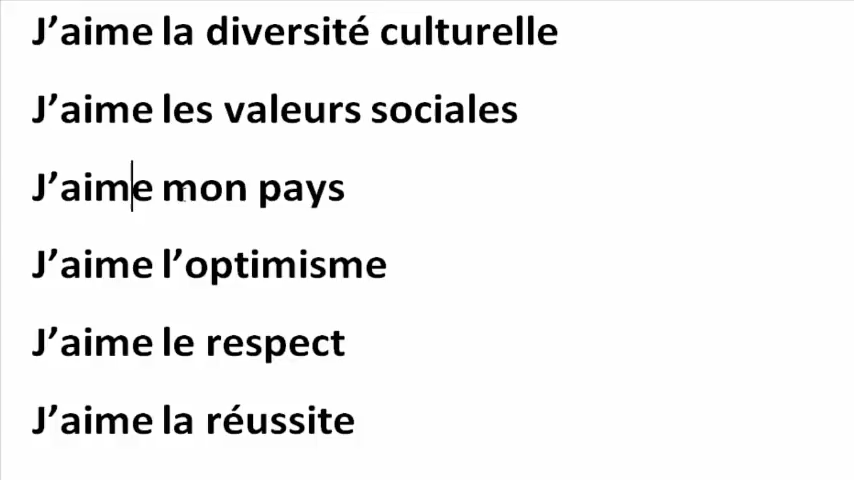 J’aime la diversité culturelle
J’aime les valeurs sociales
J’aime mon pays
J’aime l’optimisme
J’aime le respect
J’aime la réussite